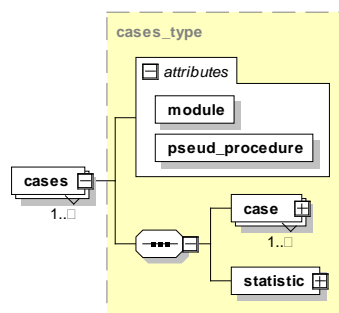 cases_type
attributes
module
pseud_procedure
cases
1..□
case
1..□
statistic